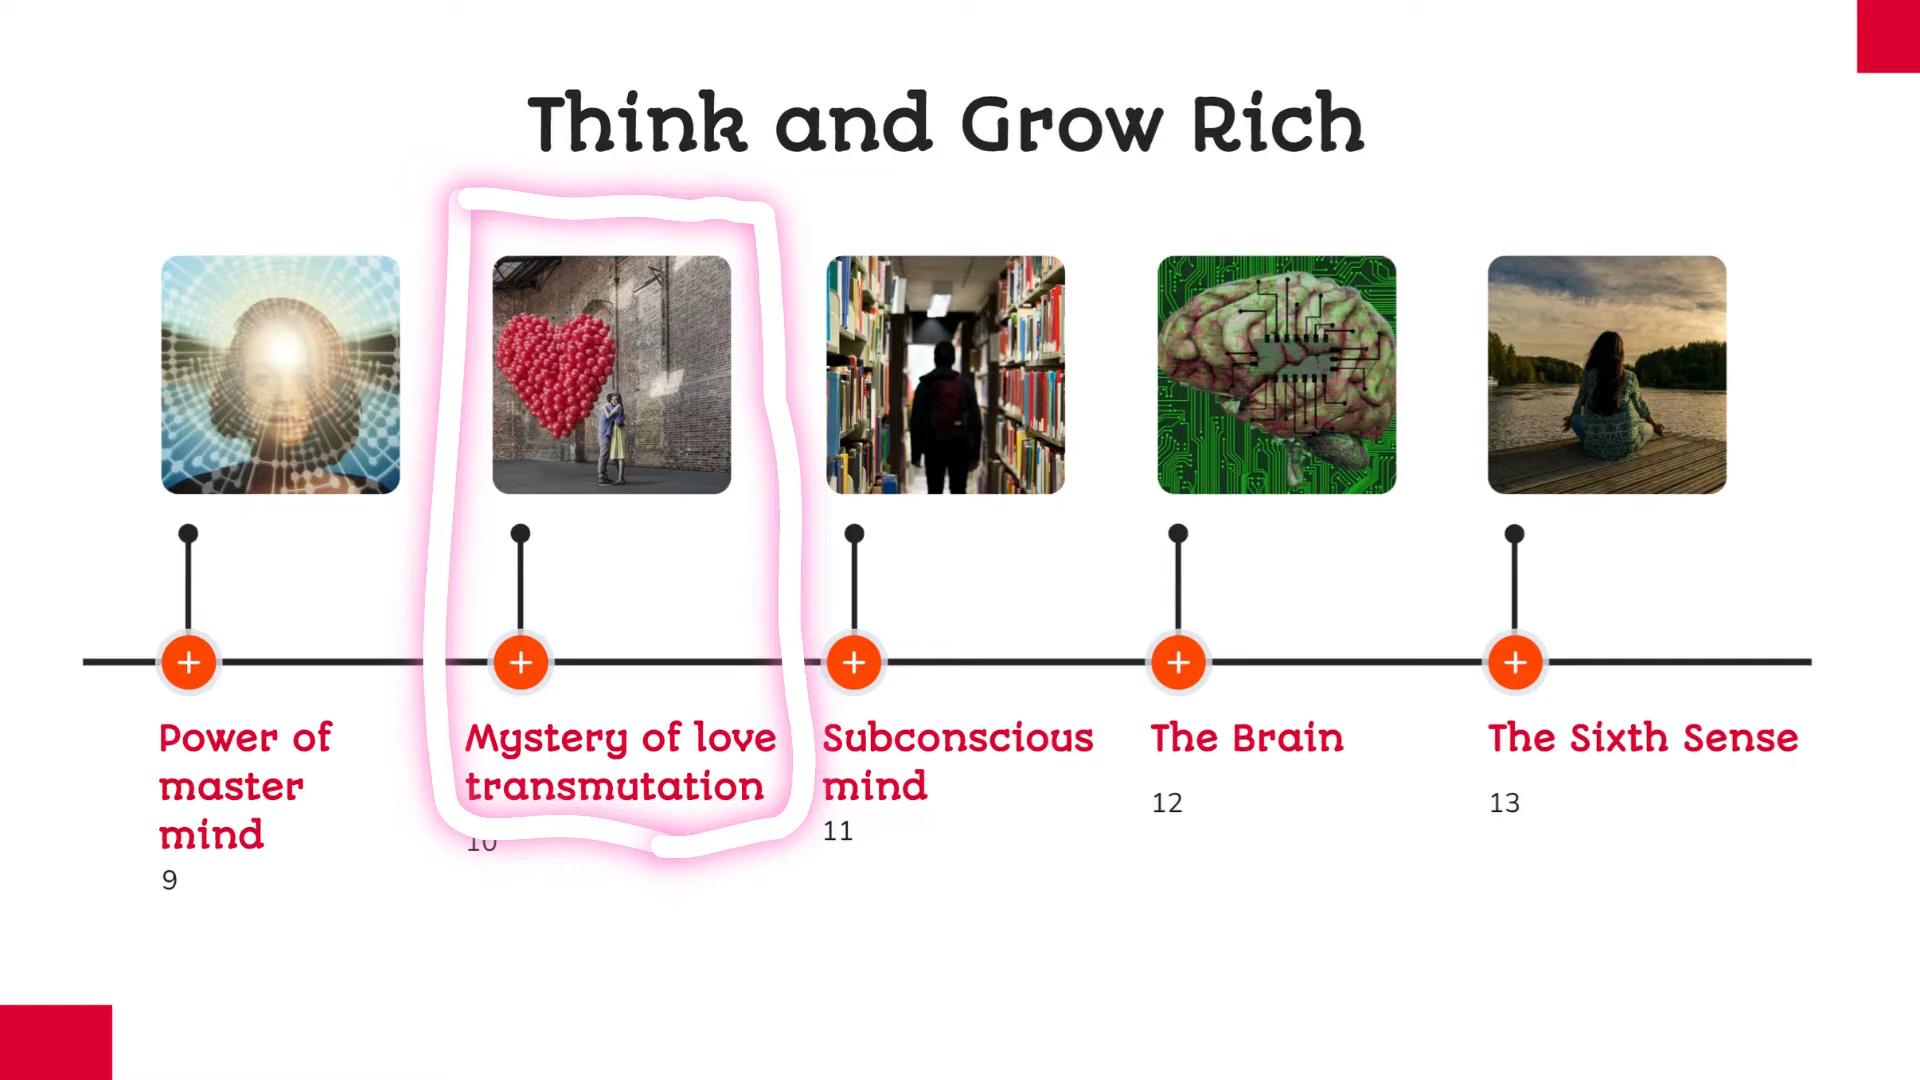 Think and Grow Rich
Power of
master
mind
9
Mystery of love
transmutation
10
Subconscious
mind
11
The Brain
12
The Sixth Sense
13